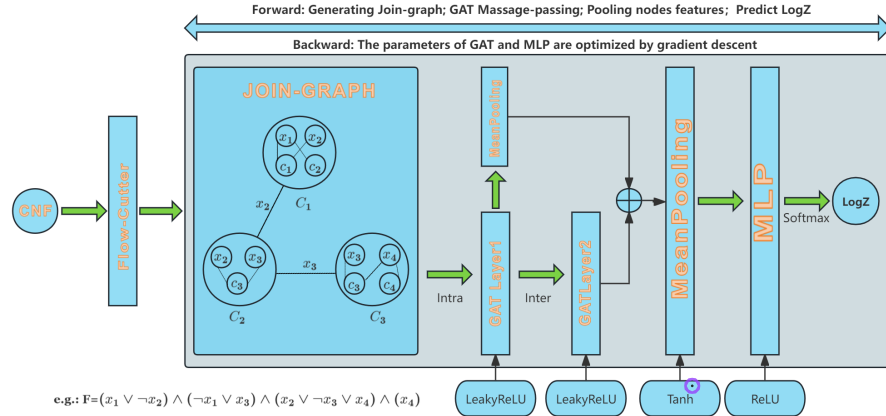 Forward: Generating Join-graph; GAT Massage-passing; Pooling nodes features; Predict LogZ
Backward: The parameters of GAT and MLP are optimized by gradient descent
CNF
Flow-Cutter
JOIN-GRAPH
x₁ x₂
c₁ c₂
C₁
x₂
x₂ x₃
c₃
C₂
x₃
x₃ x₄
c₃ c₄
C₃
Intra
GAT Layer1
MeanPooling
Inter
GATLayer2
MeanPooling
MLP
Softmax
LogZ
LeakyReLU
LeakyReLU
Tanh
ReLU
e.g.: F=(x₁ ∨ ¬x₂) ∧ (¬x₁ ∨ x₃) ∧ (x₂ ∨ ¬x₃ ∨ x₄) ∧ (x₄)